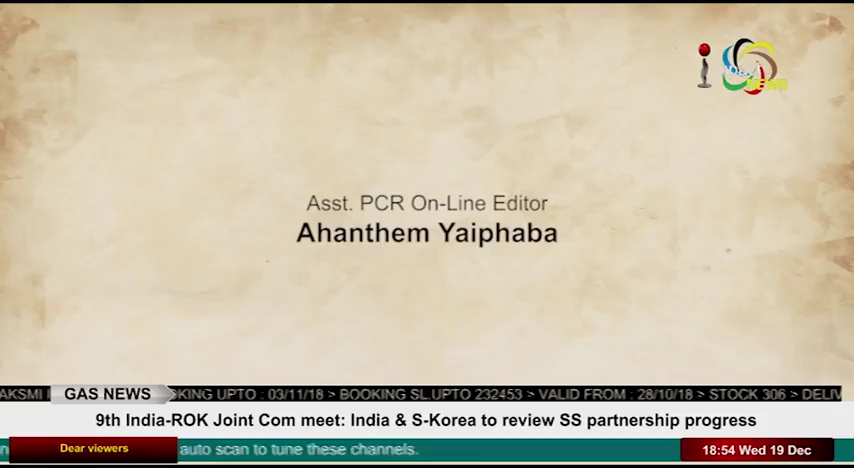 i
NEWS
Asst. PCR On-Line Editor
Ahanthem Yaiphaba
GAS NEWS
KING UPTO : 03/11/18 > BOOKING SL.UPTO 232453 > VALID FROM : 28/10/18 > STOCK 306 > DELIV
9th India-ROK Joint Com meet: India & S-Korea to review SS partnership progress
Dear viewers
auto scan to tune these channels.
18:54 Wed 19 Dec